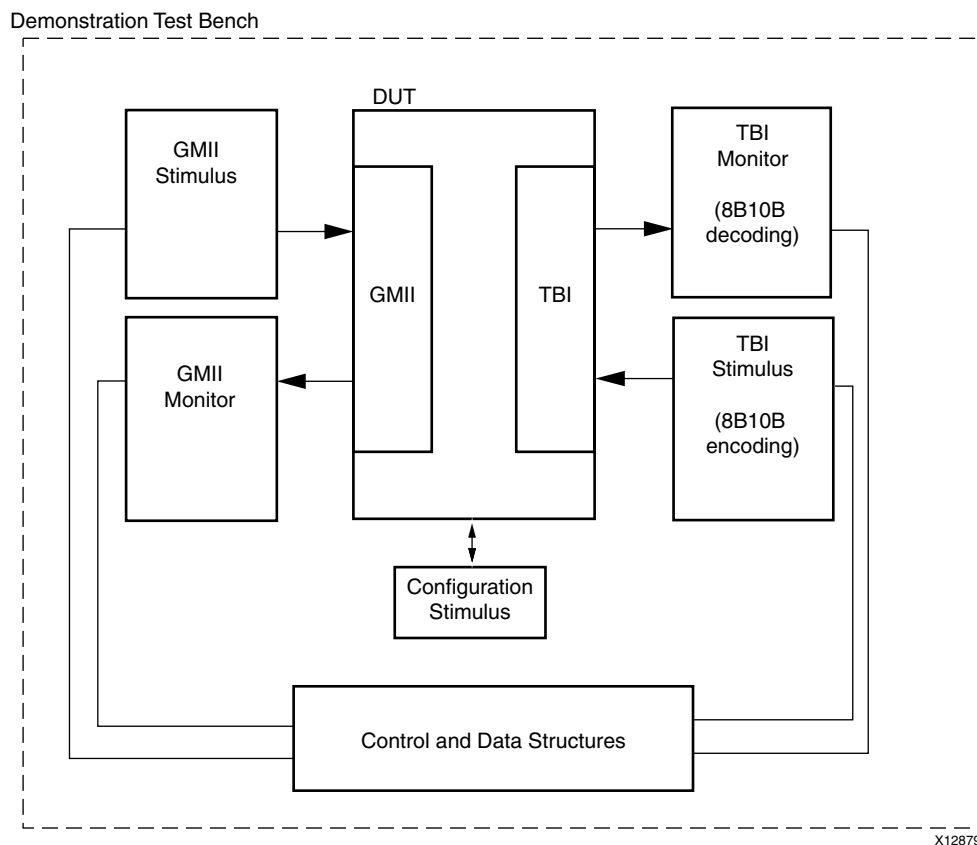 Demonstration Test Bench
DUT
GMII
Stimulus
TBI
Monitor
(8B10B
decoding)
GMII
TBI
GMII
Monitor
TBI
Stimulus
(8B10B
encoding)
Configuration
Stimulus
Control and Data Structures
X12879